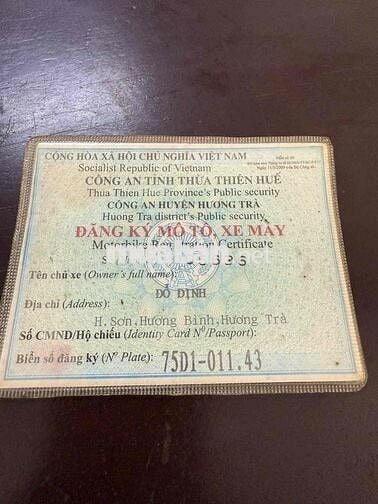 CỘNG HÒA XÃ HỘI CHỦ NGHĨA VIỆT NAM
Socialist Republic of Vietnam
CÔNG AN TỈNH THỪA THIÊN HUẾ
Thua Thien Hue Province's Public security
CÔNG AN HUYỆN HƯƠNG TRÀ
Huong Tra district's Public security
ĐĂNG KÝ MÔ TÔ, XE MÁY
Motorbike Registration Certificate
Tên chủ xe (Owner's full name):
ĐỖ ĐỊNH
Địa chỉ (Address):
H.Sơn,Hương Bình,Hương Trà
Số CMND/Hộ chiếu (Identity Card Nº/Passport):
Biển số đăng ký (Nº Plate): 75D1-011.43